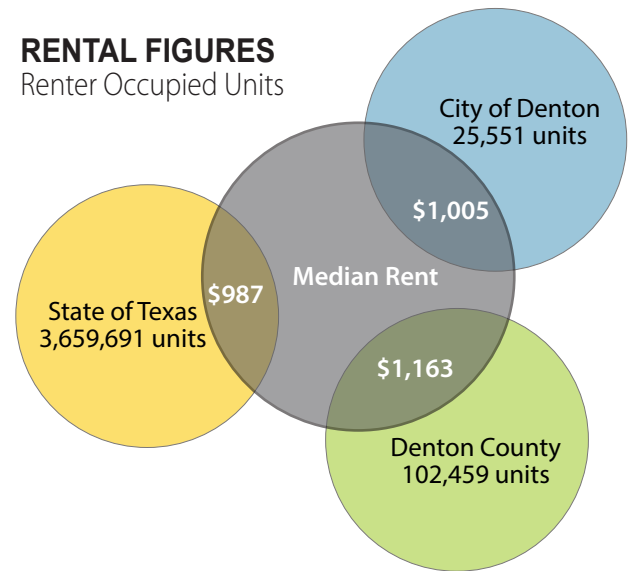 RENTAL FIGURES
Renter Occupied Units
City of Denton
25,551 units
$1,005
Median Rent
$987
State of Texas
3,659,691 units
$1,163
Denton County
102,459 units